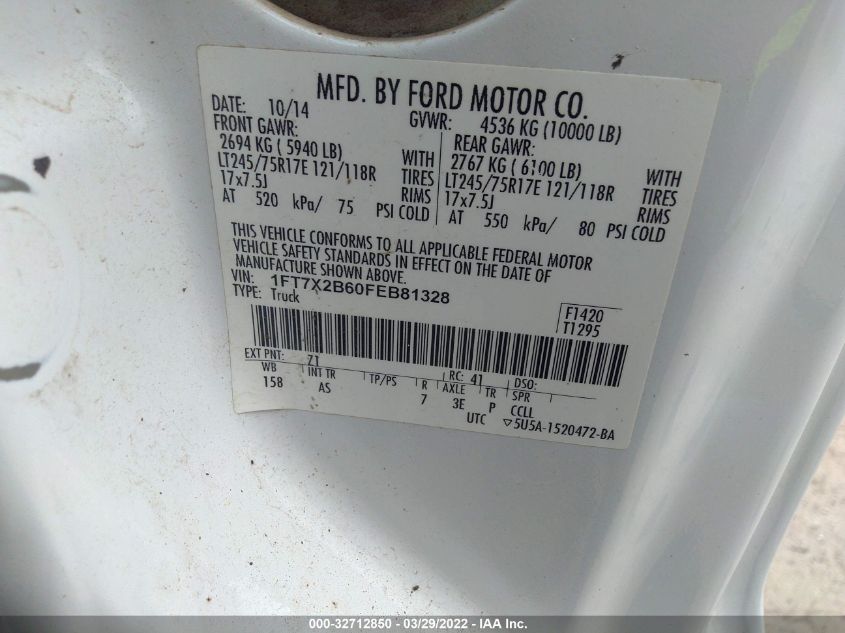 MFD. BY FORD MOTOR CO.
DATE: 10/14 GVWR: 4536 KG (10000 LB)
FRONT GAWR: REAR GAWR:
2694 KG ( 5940 LB) WITH 2767 KG ( 6100 LB) WITH
LT245/75R17E 121/118R TIRES LT245/75R17E 121/118R TIRES
17x7.5J RIMS 17x7.5J RIMS
AT 520 kPa/ 75 PSI COLD AT 550 kPa/ 80 PSI COLD
THIS VEHICLE CONFORMS TO ALL APPLICABLE FEDERAL MOTOR
VEHICLE SAFETY STANDARDS IN EFFECT ON THE DATE OF
MANUFACTURE SHOWN ABOVE.
VIN: 1FT7X2B60FEB81328
TYPE: Truck
F1420
T1295
EXT PNT: Z1 RC: 41 DSO:
WB INT TR TP/PS R AXLE TR SPR
158 AS 7 3E P CCLL
UTC ▽5U5A-1520472-BA
000-32712850 - 03/29/2022 - IAA Inc.